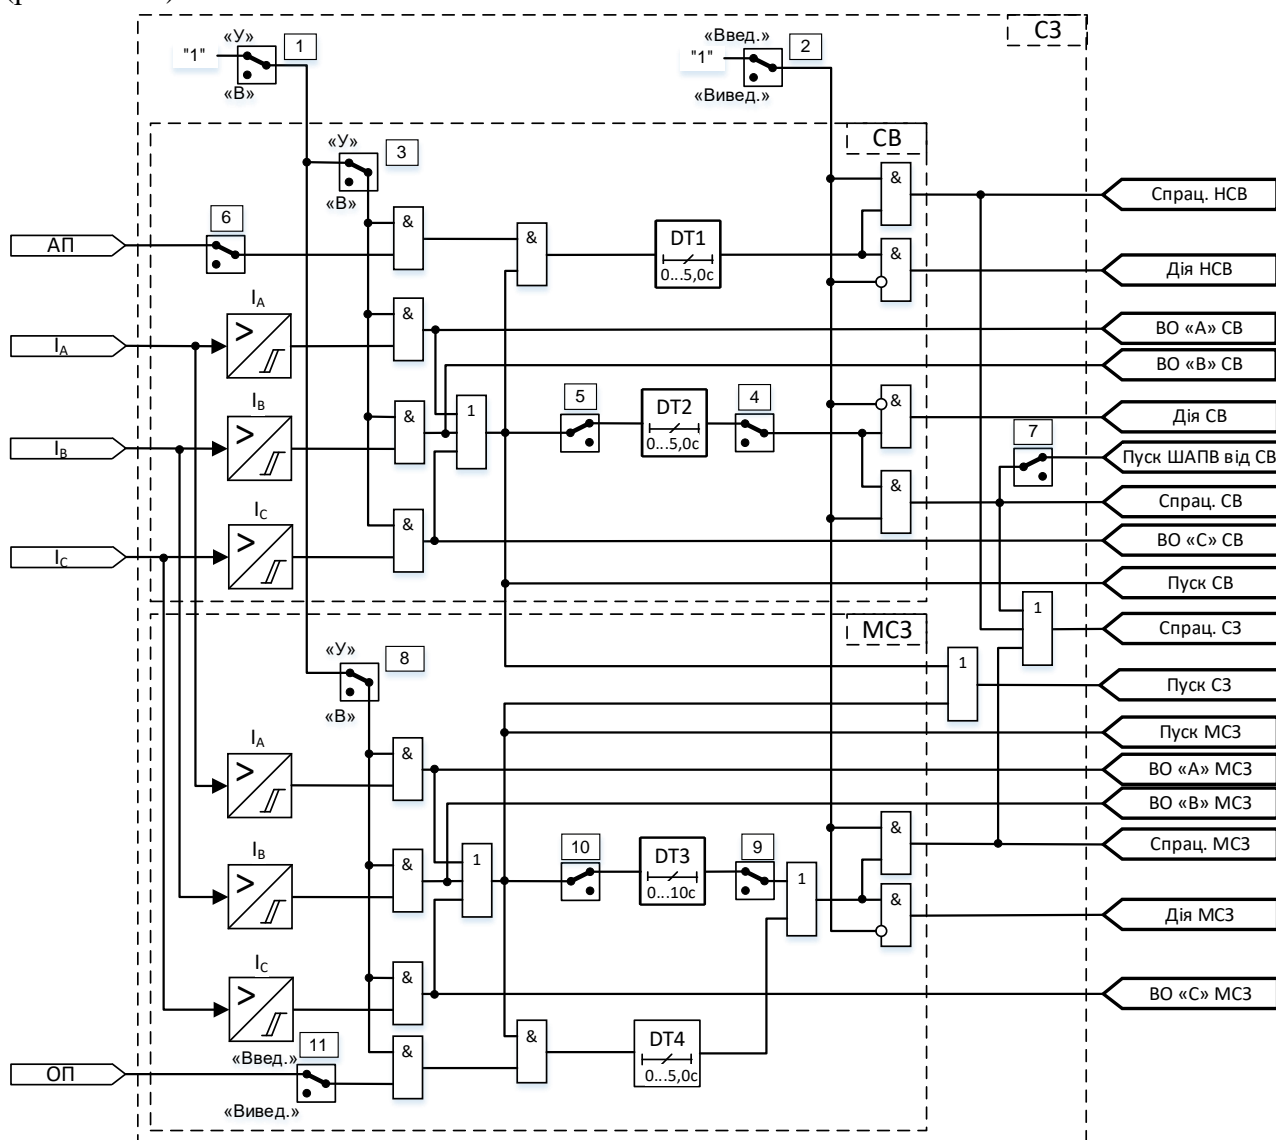 СЗ
«У»
1
"1"
«В»
«Введ.»
2
"1"
«Вивед.»
СВ
«У»
3
«В»
&
Спрац. НСВ
6
&
&
DT1
0...5,0с
&
АП
Дія НСВ
IA
&
ВО «А» СВ
IA
ВО «В» СВ
IB
&
1
5
DT2
0...5,0с
4
&
Дія СВ
7
IB
Пуск ШАПВ від СВ
&
Спрац. СВ
IC
&
ВО «С» СВ
IC
Пуск СВ
1
МСЗ
Спрац. СЗ
«У»
8
«В»
1
Пуск СЗ
Пуск МСЗ
IA
&
ВО «А» МСЗ
ВО «В» МСЗ
IB
&
1
10
DT3
0...10с
9
1
&
Спрац. МСЗ
&
Дія МСЗ
IC
&
ВО «С» МСЗ
&
&
DT4
0...5,0с
«Введ.»
11
ОП
«Вивед.»